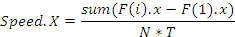 Speed.X = sum(F(i).x − F(1).x) / N * T